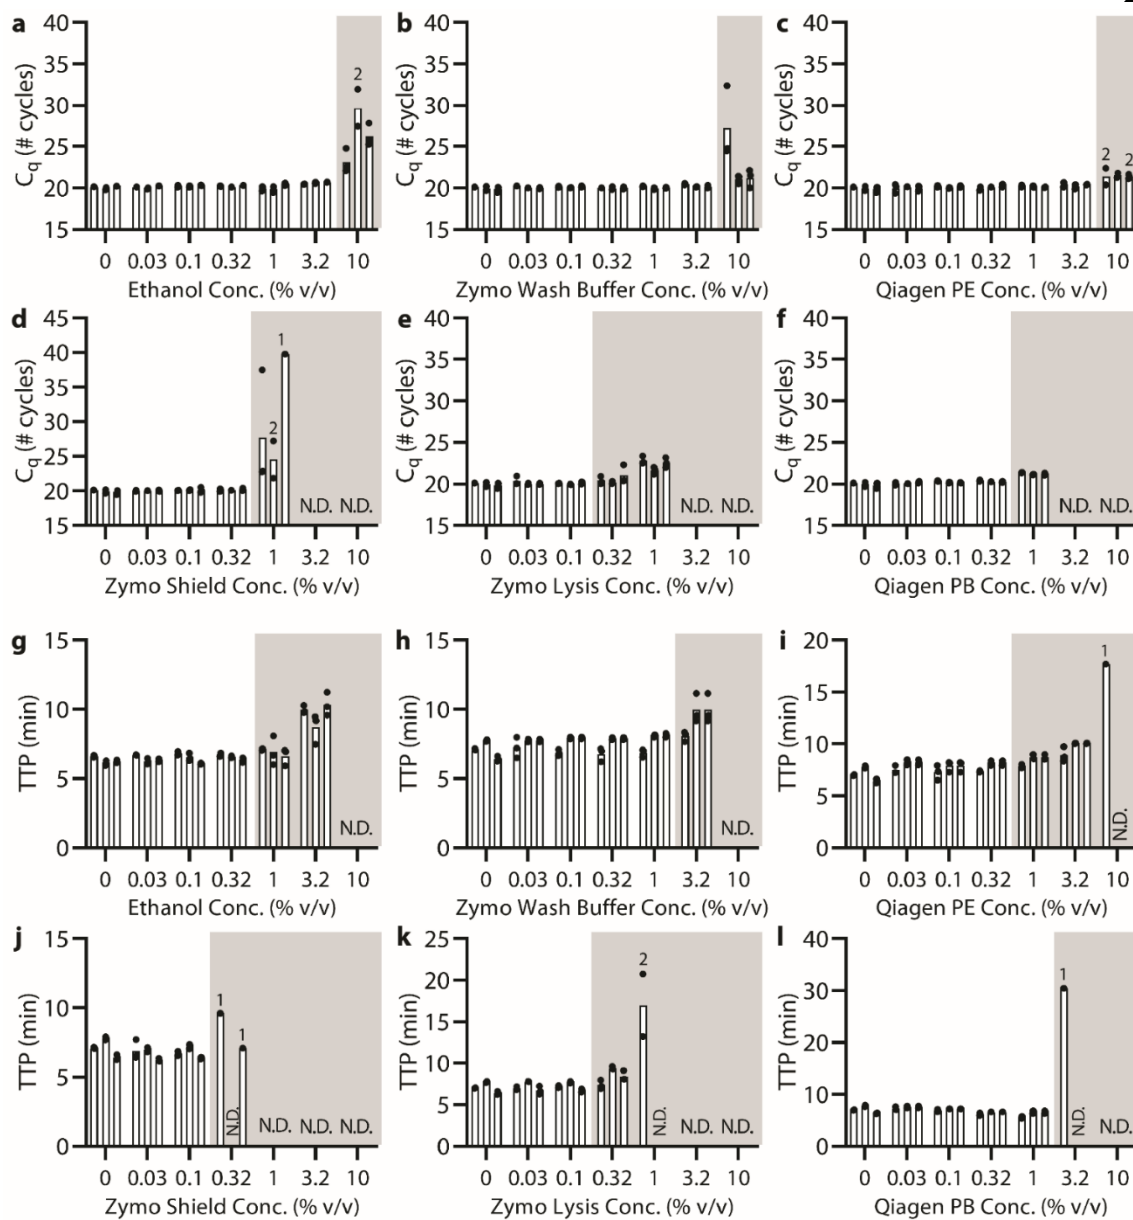 a
40
35
30
25
20
15
Cq (# cycles)
2
0 0.03 0.1 0.32 1 3.2 10
Ethanol Conc. (% v/v)
b
40
35
30
25
20
15
Cq (# cycles)
0 0.03 0.1 0.32 1 3.2 10
Zymo Wash Buffer Conc. (% v/v)
c
40
35
30
25
20
15
Cq (# cycles)
2 2
0 0.03 0.1 0.32 1 3.2 10
Qiagen PE Conc. (% v/v)
d
45
40
35
30
25
20
15
Cq (# cycles)
1
2
N.D. N.D.
0 0.03 0.1 0.32 1 3.2 10
Zymo Shield Conc. (% v/v)
e
40
35
30
25
20
15
Cq (# cycles)
N.D. N.D.
0 0.03 0.1 0.32 1 3.2 10
Zymo Lysis Conc. (% v/v)
f
40
35
30
25
20
15
Cq (# cycles)
N.D. N.D.
0 0.03 0.1 0.32 1 3.2 10
Qiagen PB Conc. (% v/v)
g
15
10
5
0
TTP (min)
N.D.
0 0.03 0.1 0.32 1 3.2 10
Ethanol Conc. (% v/v)
h
15
10
5
0
TTP (min)
N.D.
0 0.03 0.1 0.32 1 3.2 10
Zymo Wash Buffer Conc. (% v/v)
i
20
15
10
5
0
TTP (min)
1
N.D.
0 0.03 0.1 0.32 1 3.2 10
Qiagen PE Conc. (% v/v)
j
15
10
5
0
TTP (min)
1
1
N.D.
N.D. N.D. N.D.
0 0.03 0.1 0.32 1 3.2 10
Zymo Shield Conc. (% v/v)
k
25
20
15
10
5
0
TTP (min)
2
N.D.
N.D. N.D.
0 0.03 0.1 0.32 1 3.2 10
Zymo Lysis Conc. (% v/v)
l
40
30
20
10
0
TTP (min)
1
N.D.
N.D.
0 0.03 0.1 0.32 1 3.2 10
Qiagen PB Conc. (% v/v)